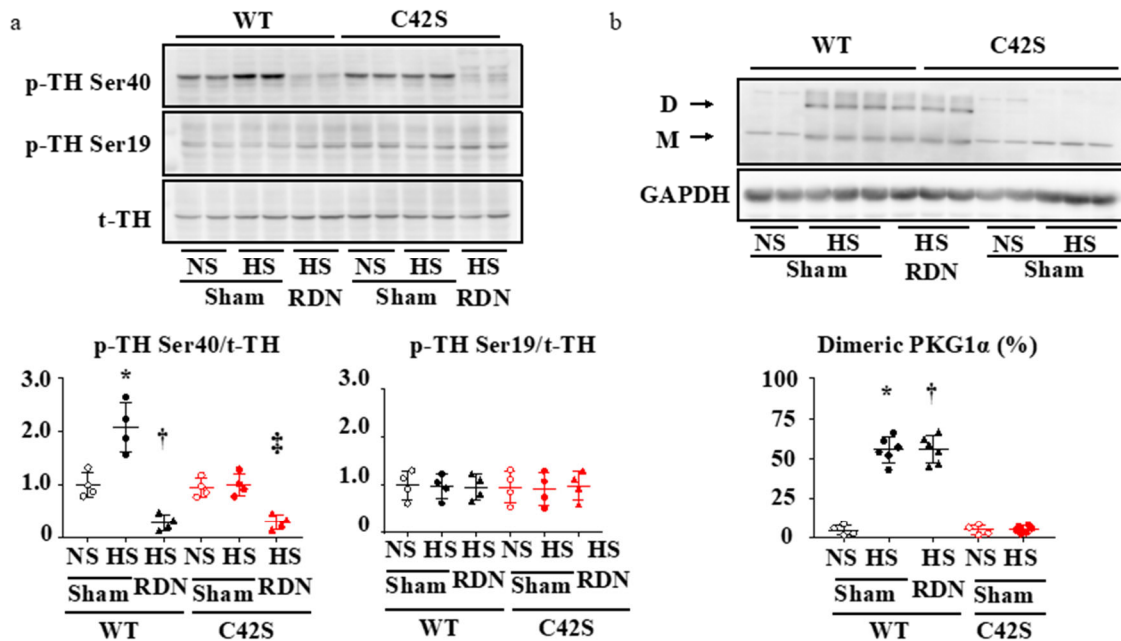 a
WT C42S
p-TH Ser40
p-TH Ser19
t-TH
NS HS HS NS HS HS
Sham RDN Sham RDN
b
WT C42S
D →
M →
GAPDH
NS HS HS NS HS
Sham RDN Sham
p-TH Ser40/t-TH
3.0
2.0
1.0
0
* † ‡
NS HS HS NS HS HS
Sham RDN Sham RDN
WT C42S
p-TH Ser19/t-TH
3.0
2.0
1.0
0
NS HS HS NS HS HS
Sham RDN Sham RDN
WT C42S
Dimeric PKG1α (%)
100
75
50
25
0
* †
NS HS HS NS HS
Sham RDN Sham
WT C42S